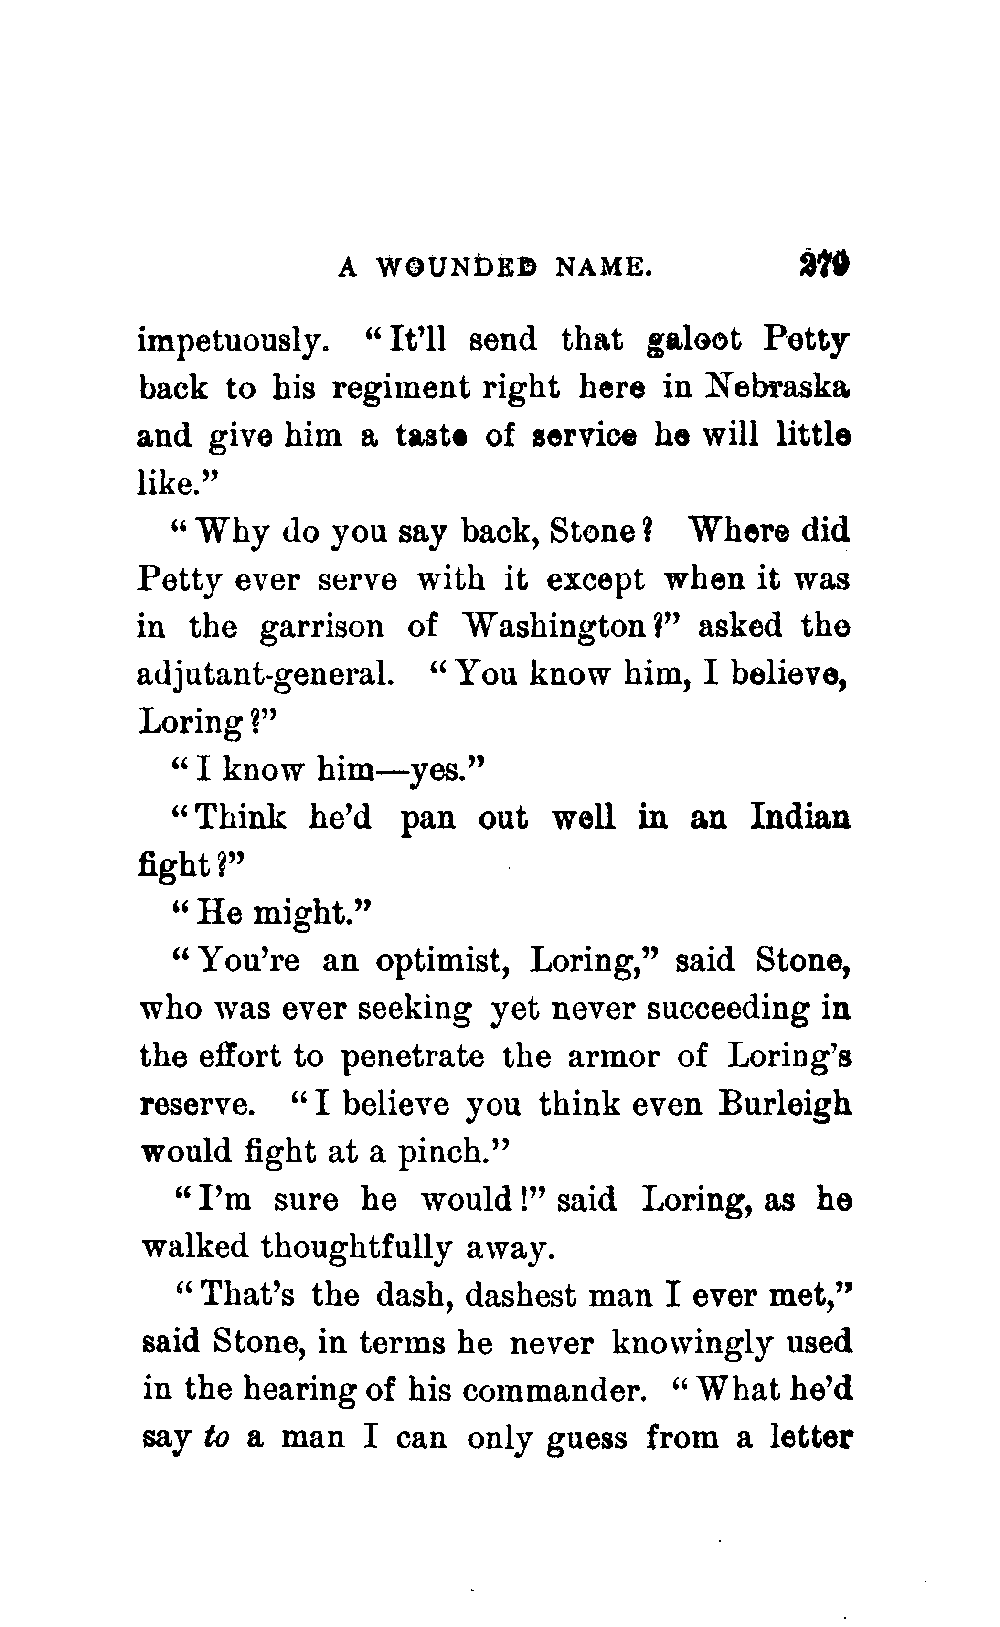 A WOUNDED NAME. 279
impetuously. “It’ll send that galoot Petty
back to his regiment right here in Nebraska
and give him a taste of service he will little
like.”
“Why do you say back, Stone? Where did
Petty ever serve with it except when it was
in the garrison of Washington?” asked the
adjutant-general. “You know him, I believe,
Loring?”
“I know him—yes.”
“Think he’d pan out well in an Indian
fight?”
“He might.”
“You’re an optimist, Loring,” said Stone,
who was ever seeking yet never succeeding in
the effort to penetrate the armor of Loring’s
reserve. “I believe you think even Burleigh
would fight at a pinch.”
“I’m sure he would!” said Loring, as he
walked thoughtfully away.
“That’s the dash, dashest man I ever met,”
said Stone, in terms he never knowingly used
in the hearing of his commander. “What he’d
say to a man I can only guess from a letter